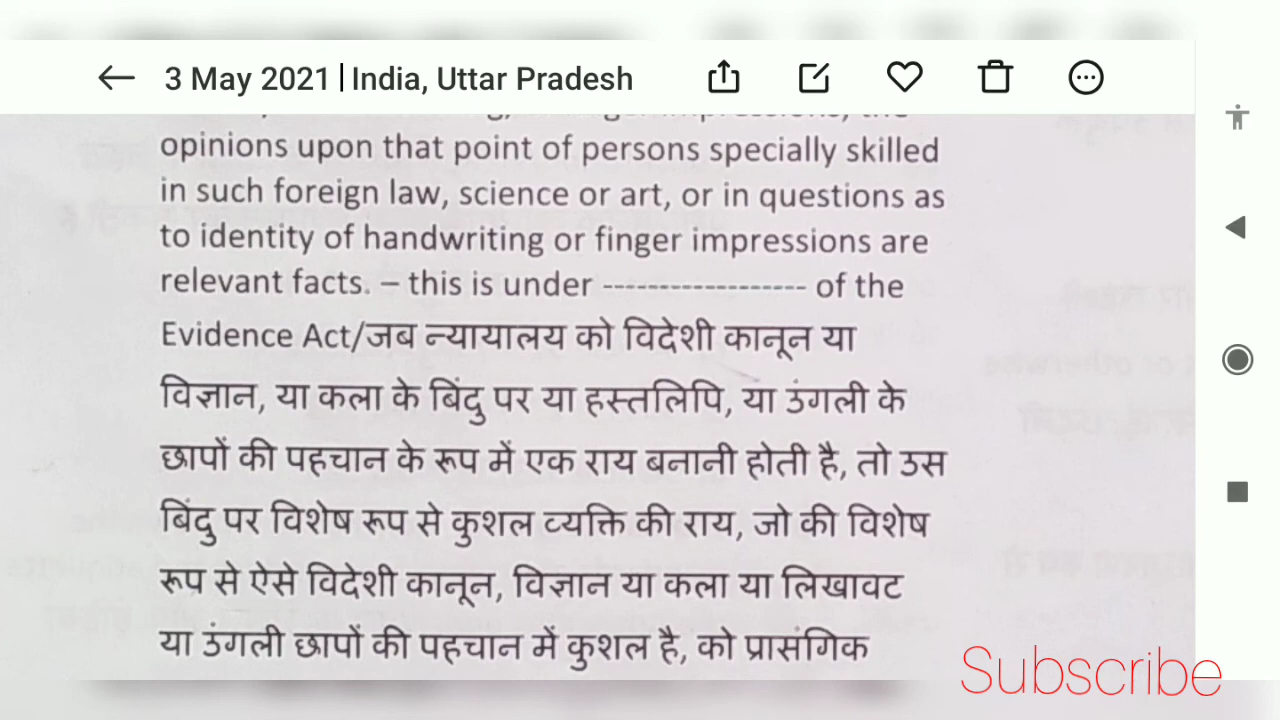 3 May 2021 | India, Uttar Pradesh
opinions upon that point of persons specially skilled
in such foreign law, science or art, or in questions as
to identity of handwriting or finger impressions are
relevant facts. – this is under ------------------ of the
Evidence Act/जब न्यायालय को विदेशी कानून या
विज्ञान, या कला के बिंदु पर या हस्तलिपि, या उंगली के
छापों की पहचान के रूप में एक राय बनानी होती है, तो उस
बिंदु पर विशेष रूप से कुशल व्यक्ति की राय, जो की विशेष
रूप से ऐसे विदेशी कानून, विज्ञान या कला या लिखावट
या उंगली छापों की पहचान में कुशल है, को प्रासंगिक
Subscribe